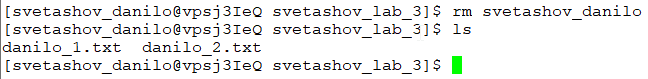 [svetashov_danilo@vpsj3IeQ svetashov_lab_3]$ rm svetashov_danilo
[svetashov_danilo@vpsj3IeQ svetashov_lab_3]$ ls
danilo_1.txt  danilo_2.txt
[svetashov_danilo@vpsj3IeQ svetashov_lab_3]$